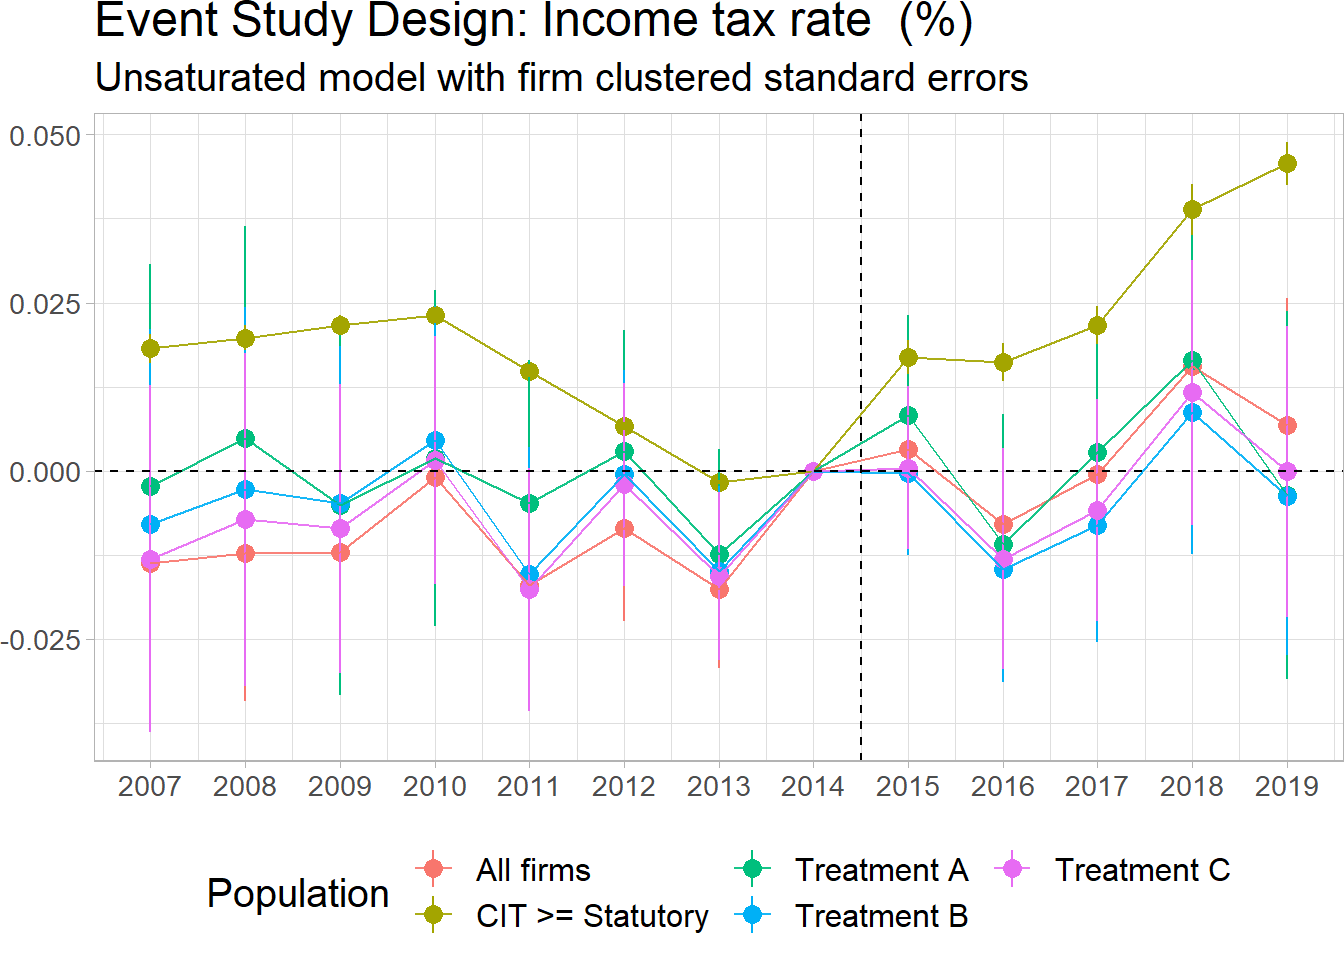 Event Study Design: Income tax rate  (%)
Unsaturated model with firm clustered standard errors
0.050
0.025
0.000
-0.025
2007 2008 2009 2010 2011 2012 2013 2014 2015 2016 2017 2018 2019
Population
All firms
CIT >= Statutory
Treatment A
Treatment B
Treatment C